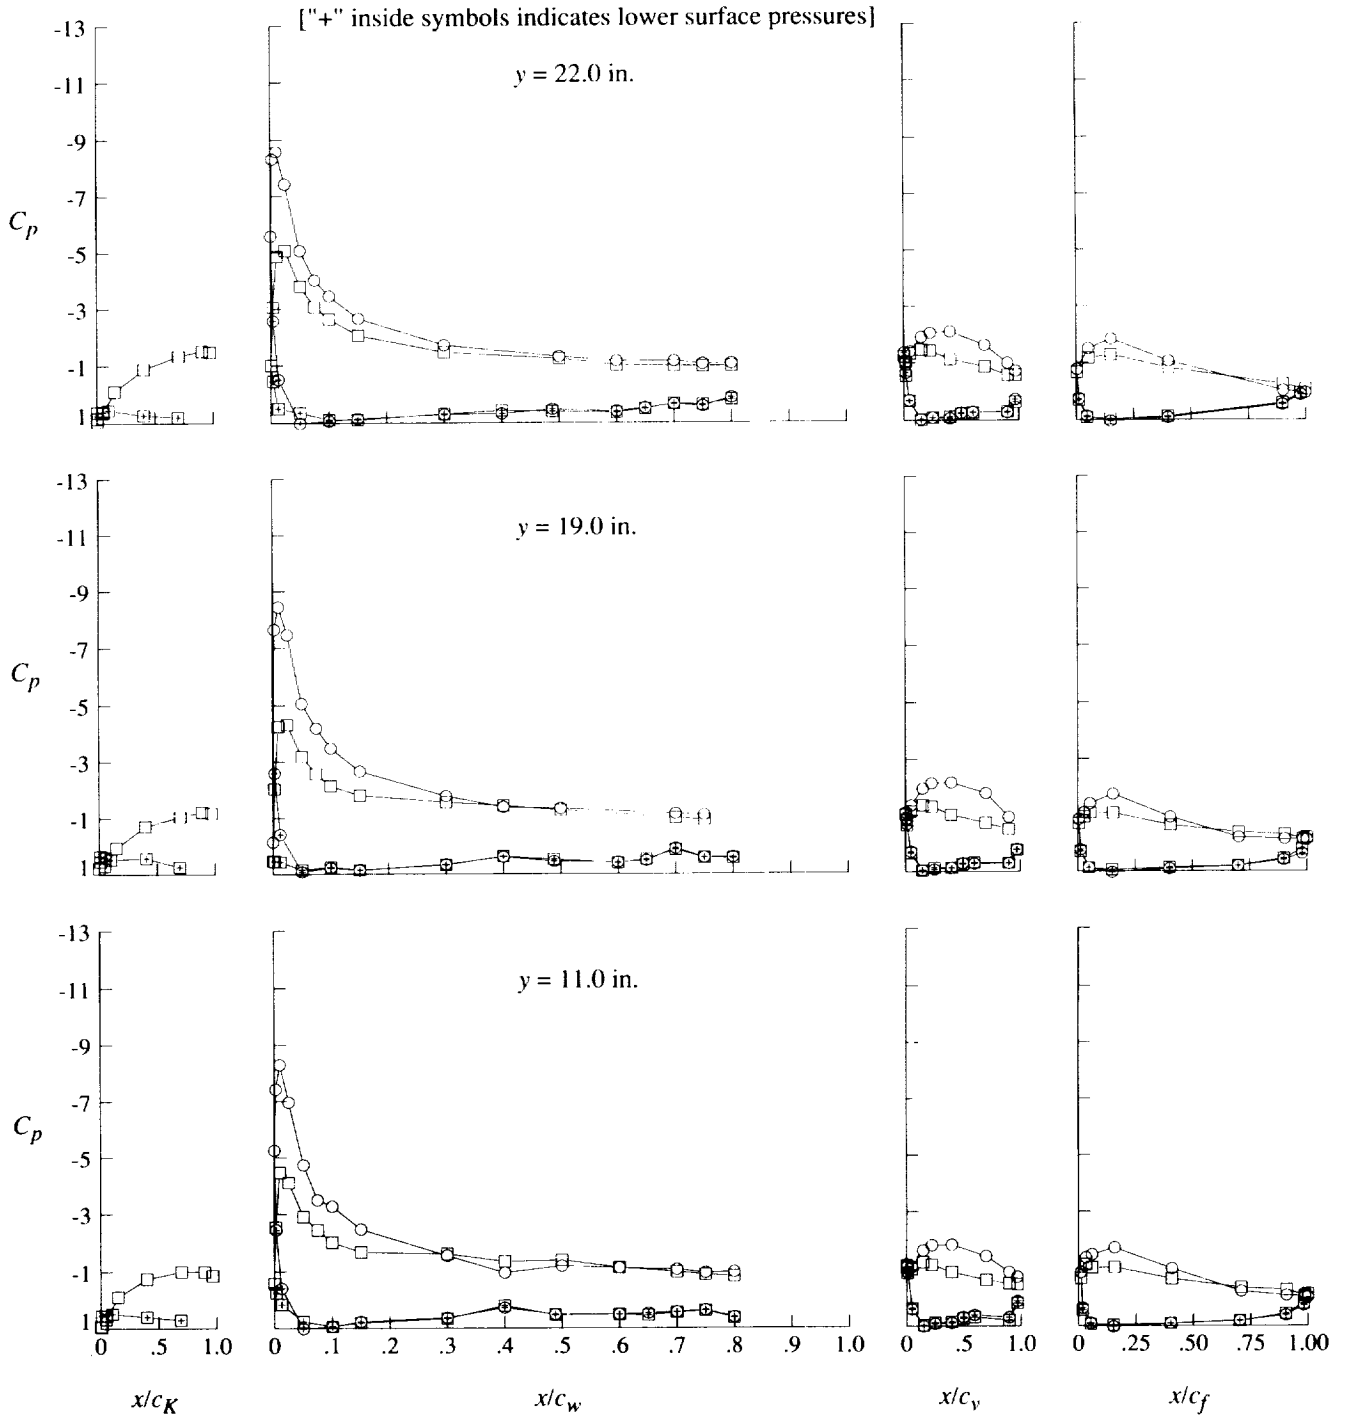 ["+" inside symbols indicates lower surface pressures]
y = 22.0 in.
-13
-11
-9
-7
-5
-3
-1
1
C_p
y = 19.0 in.
-13
-11
-9
-7
-5
-3
-1
1
C_p
y = 11.0 in.
-13
-11
-9
-7
-5
-3
-1
1
C_p
0 .5 1.0 0 .1 .2 .3 .4 .5 .6 .7 .8 .9 1.0 0 .5 1.0 0 .25 .50 .75 1.00
x/c_K x/c_w x/c_v x/c_f